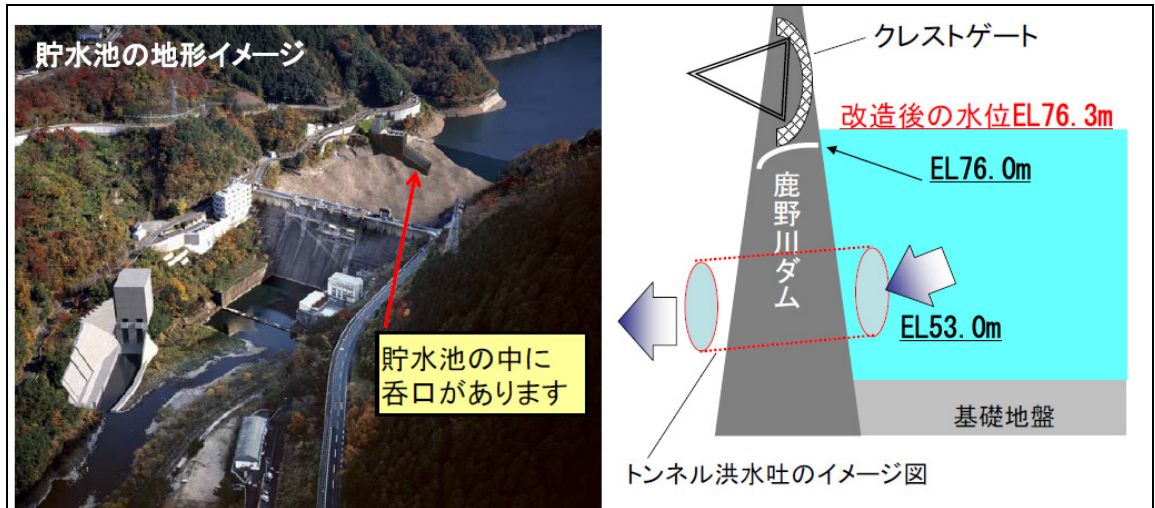 貯水池の地形イメージ
貯水池の中に
呑口があります
クレストゲート
改造後の水位EL76.3m
EL76.0m
鹿野川ダム
EL53.0m
基礎地盤
トンネル洪水吐のイメージ図